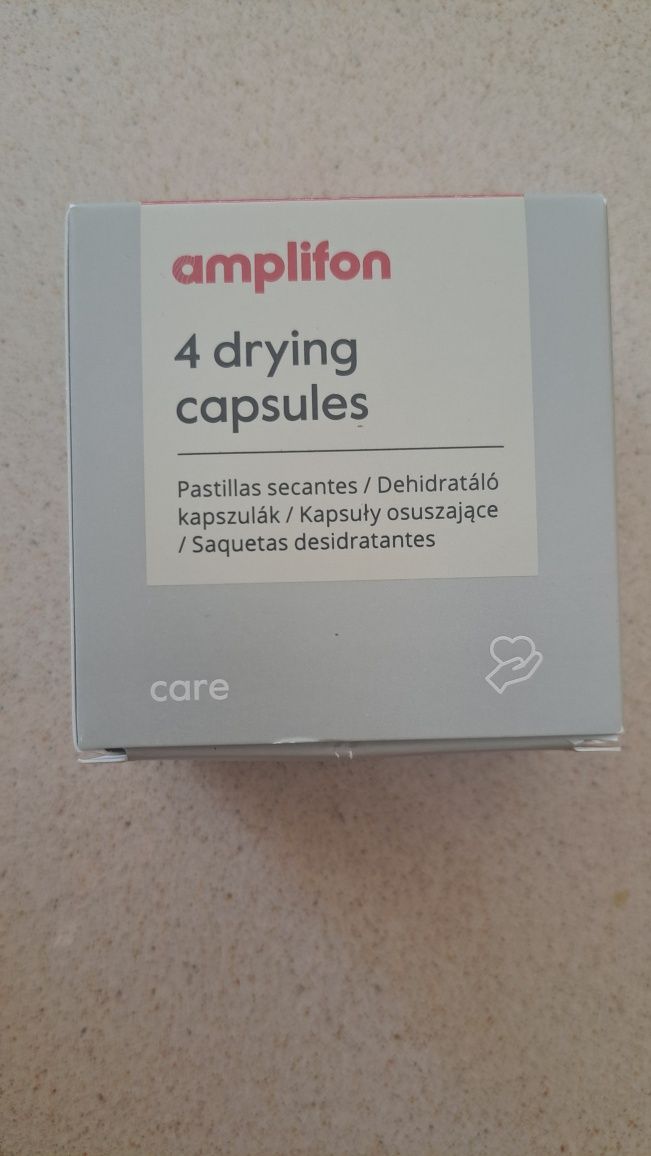 amplifon
4 drying
capsules
Pastillas secantes / Dehidratáló
kapszulák / Kapsuły osuszające
/ Saquetas desidratantes
care